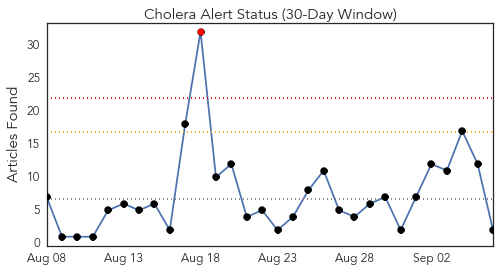 Cholera Alert Status (30-Day Window)
Articles Found
30
25
20
15
10
5
0
Aug 08
Aug 13
Aug 18
Aug 23
Aug 28
Sep 02